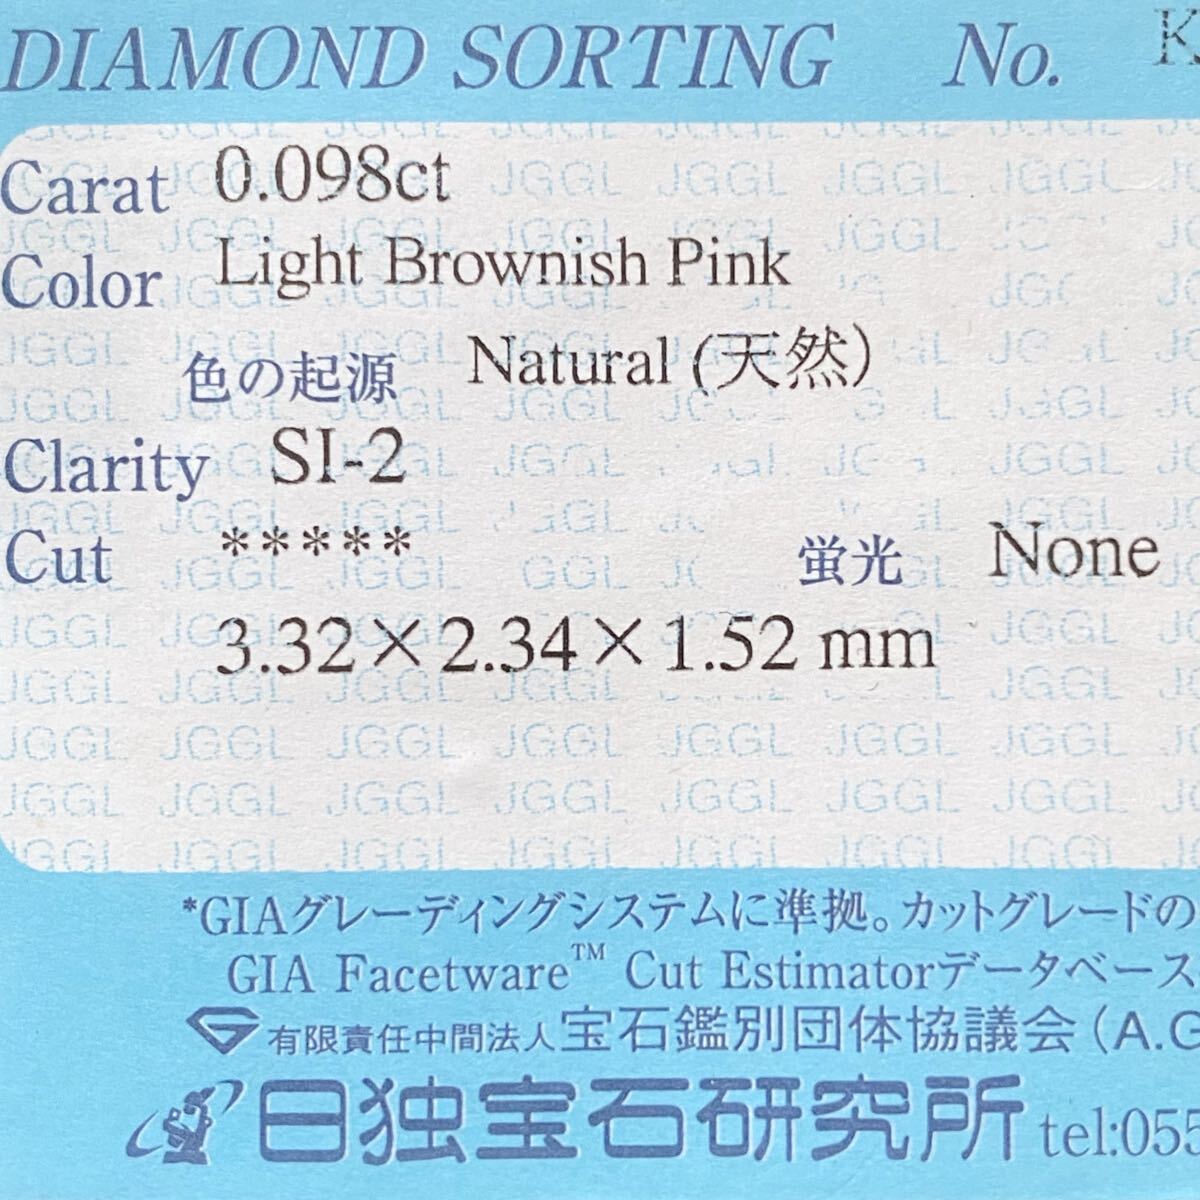 DIAMOND SORTING No. K
Carat 0.098ct
Color Light Brownish Pink
色の起源 Natural (天然)
Clarity SI-2
Cut ***** 蛍光 None
3.32×2.34×1.52 mm
*GIAグレーディングシステムに準拠。カットグレードの
GIA Facetware™ Cut Estimatorデータベース
有限責任中間法人宝石鑑別団体協議会(A.G
日独宝石研究所 tel:055